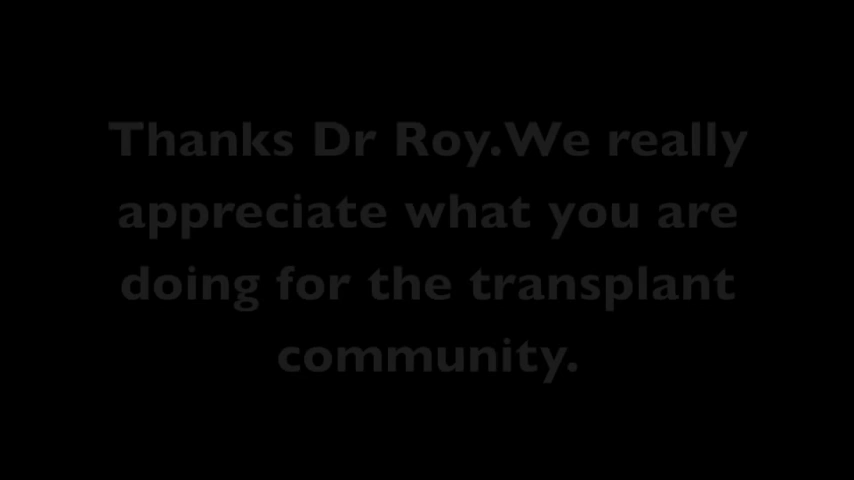 Thanks Dr Roy.We really
appreciate what you are
doing for the transplant
community.